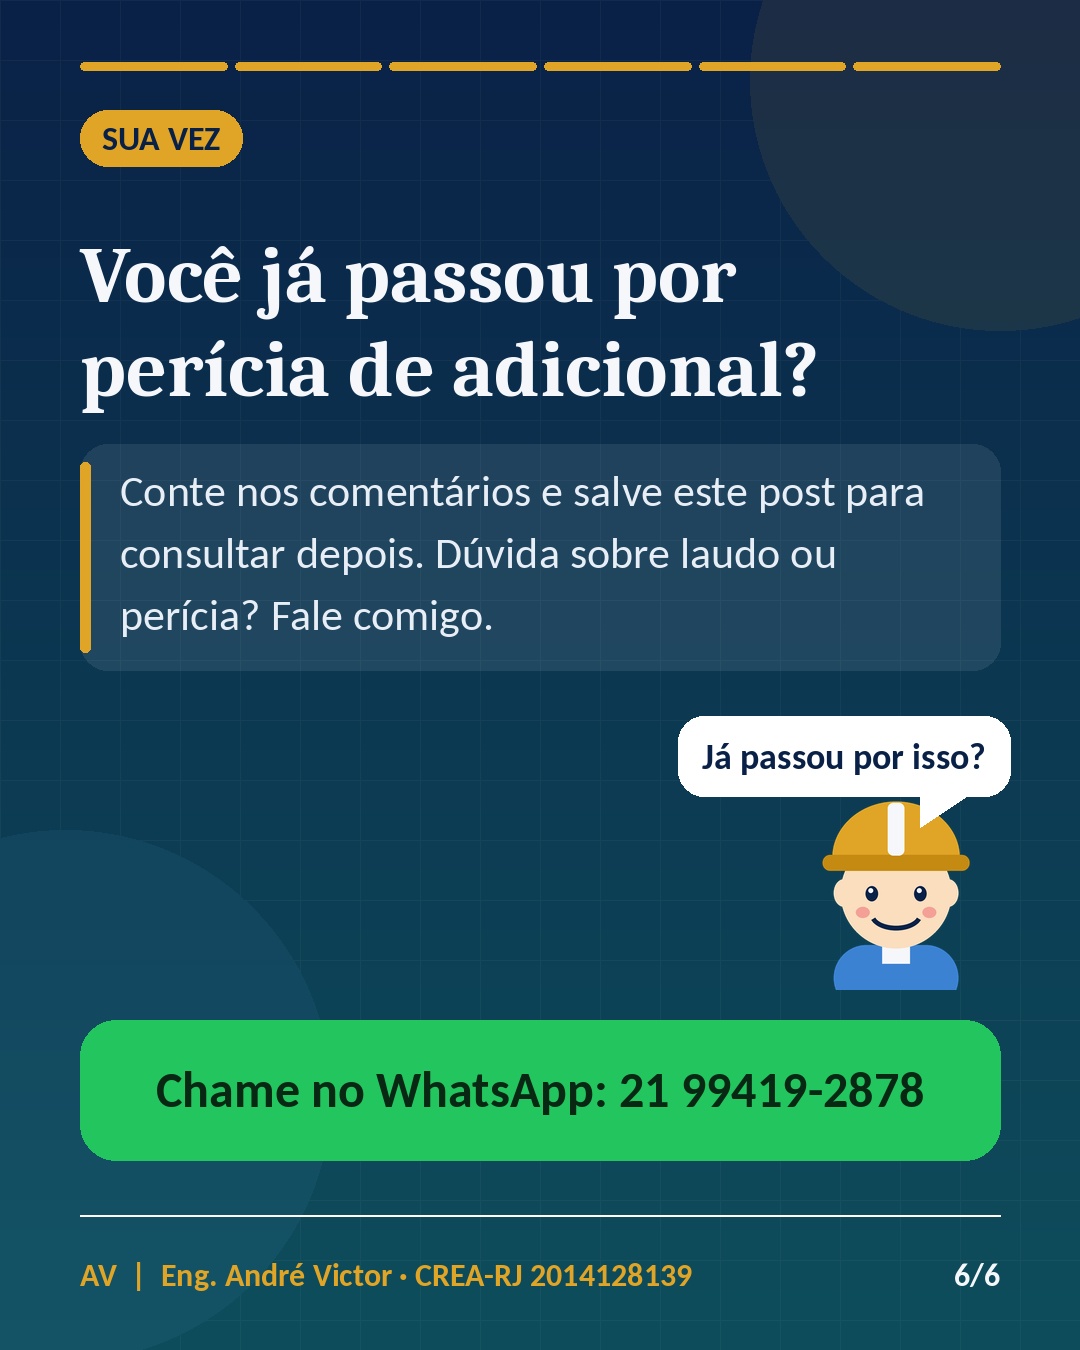 SUA VEZ
Você já passou por
perícia de adicional?
Conte nos comentários e salve este post para
consultar depois. Dúvida sobre laudo ou
perícia? Fale comigo.
Já passou por isso?
Chame no WhatsApp: 21 99419-2878
AV | Eng. André Victor · CREA-RJ 2014128139
6/6